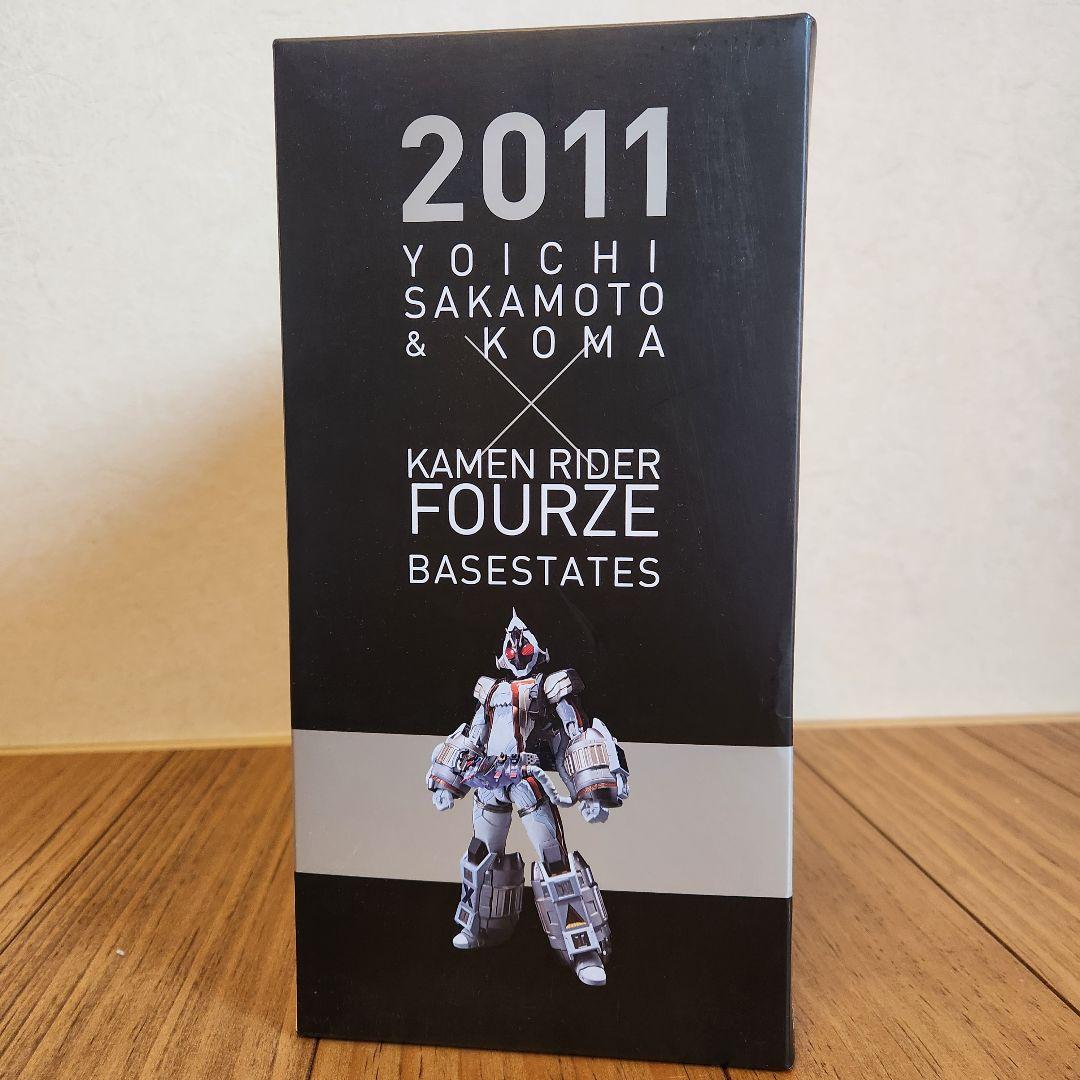 2011
YOICHI
SAKAMOTO
& KOMA
KAMEN RIDER
FOURZE
BASESTATES